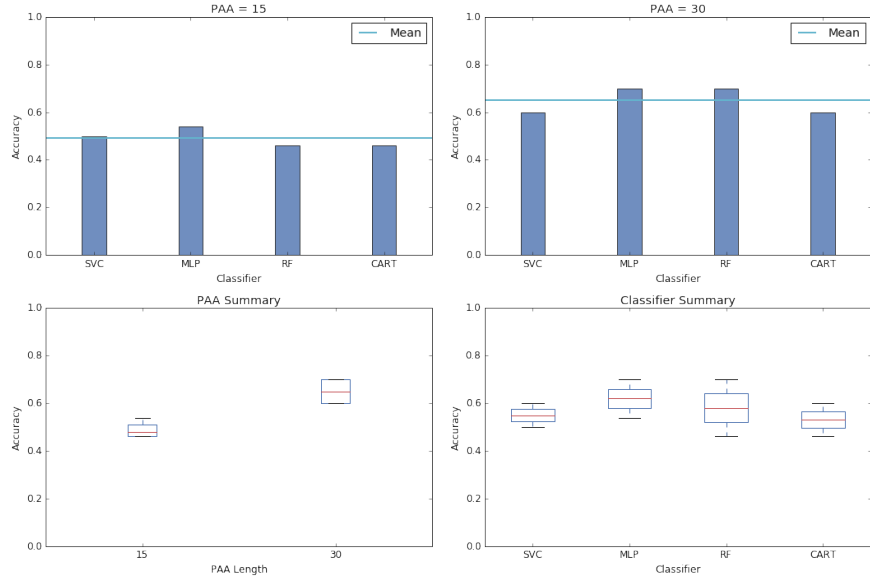 PAA = 15
1.0
0.8
0.6
0.4
0.2
0.0
Accuracy
Mean
SVC MLP RF CART
Classifier
PAA = 30
1.0
0.8
0.6
0.4
0.2
0.0
Accuracy
Mean
SVC MLP RF CART
Classifier
PAA Summary
1.0
0.8
0.6
0.4
0.2
0.0
Accuracy
15 30
PAA Length
Classifier Summary
1.0
0.8
0.6
0.4
0.2
0.0
Accuracy
SVC MLP RF CART
Classifier